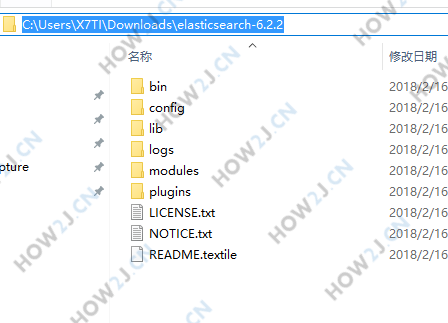 C:\Users\X7TI\Downloads\elasticsearch-6.2.2
名称 修改日期
bin 2018/2/16
config 2018/2/16
lib 2018/2/16
logs 2018/2/16
pture modules 2018/2/16
plugins 2018/2/16
LICENSE.txt 2018/2/16
NOTICE.txt 2018/2/16
README.textile 2018/2/16
HOW2J.CN
HOW2J.CN
HOW2J.CN
HOW2J.CN
HOW2J.CN
HOW2J.CN